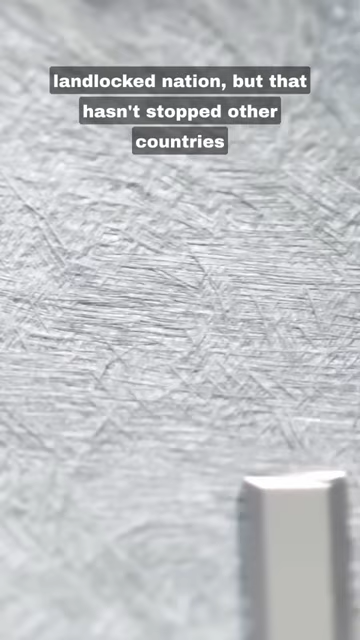 landlocked nation, but that
hasn't stopped other
countries